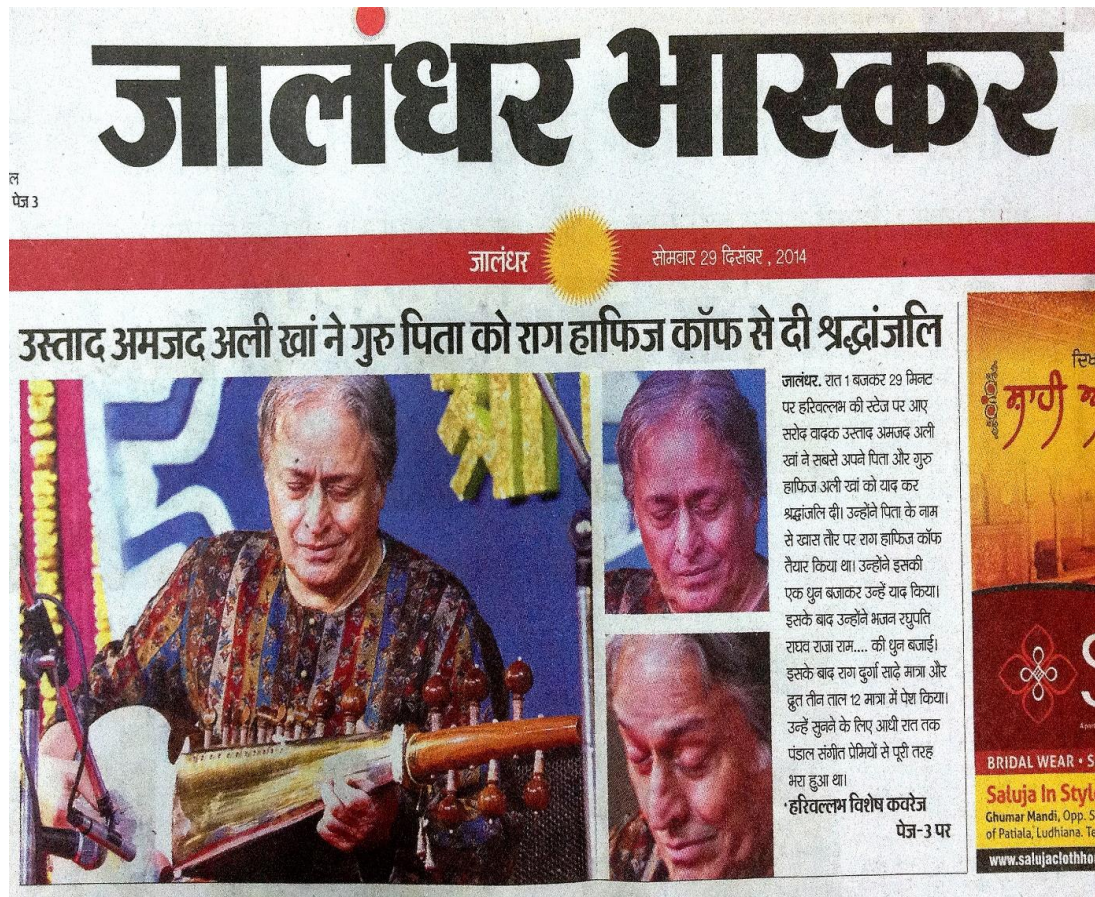 जालंधर भास्कर
पेज 3
जालंधर
सोमवार 29 दिसंबर , 2014
उस्ताद अमजद अली खां ने गुरु पिता को राग हाफिज कॉफ से दी श्रद्धांजलि
जालंधर. रात 1 बजकर 29 मिनट
पर हरिवल्लभ की स्टेज पर आए
सरोद वादक उस्ताद अमजद अली
खां ने सबसे अपने पिता और गुरु
हाफिज अली खां को याद कर
श्रद्धांजलि दी। उन्होंने पिता के नाम
से खास तौर पर राग हाफिज कॉफ
तैयार किया था। उन्होंने इसकी
एक धुन बजाकर उन्हें याद किया।
इसके बाद उन्होंने भजन रघुपति
राघव राजा राम.... की धुन बजाई।
इसके बाद राग दुर्गा साढ़े मात्रा और
द्रुत तीन ताल 12 मात्रा में पेश किया।
उन्हें सुनने के लिए आधी रात तक
पंडाल संगीत प्रेमियों से पूरी तरह
भरा हुआ था।
हरिवल्लभ विशेष कवरेज
पेज-3 पर
ਸ਼ਾਹੀ
BRIDAL WEAR • S
Saluja In Styl
Ghumar Mandi, Opp. S
of Patiala, Ludhiana. Te
www.salujaclothho